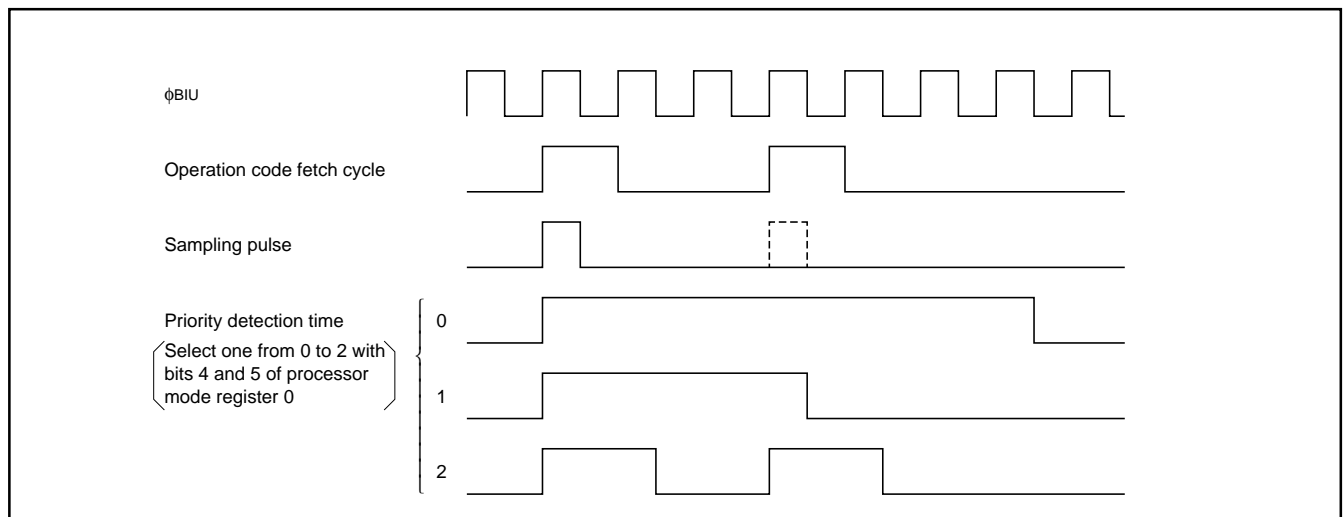 φBIU
Operation code fetch cycle
Sampling pulse
Priority detection time
Select one from 0 to 2 with
bits 4 and 5 of processor
mode register 0
0
1
2